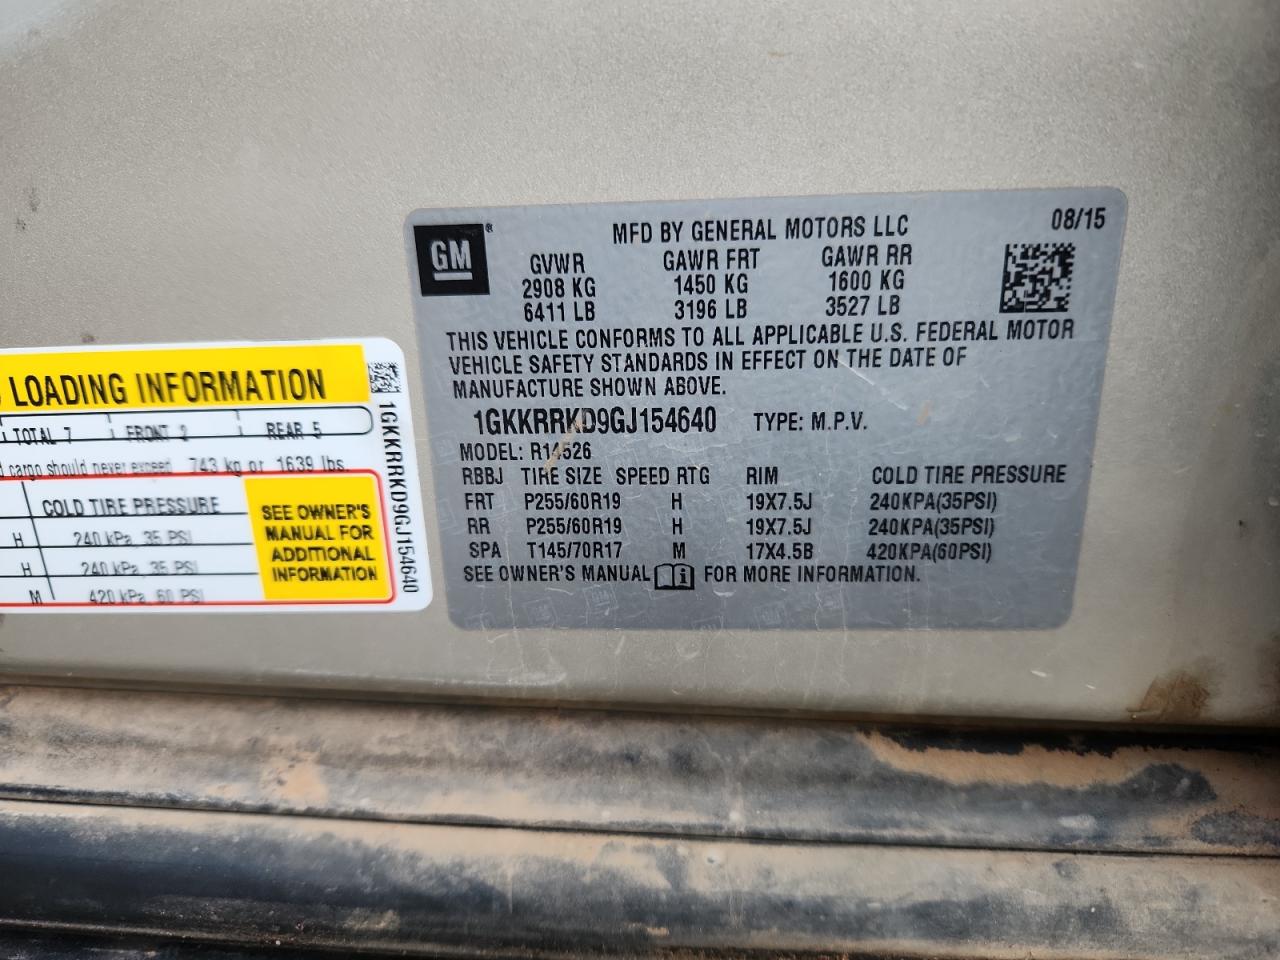 LOADING INFORMATION
TOTAL 7 FRONT 2 REAR 5
cargo should never exceed 743 kg or 1639 lbs.
COLD TIRE PRESSURE
H 240 kPa, 35 PSI
H 240 kPa, 35 PSI
M 420 kPa, 60 PSI
SEE OWNER'S
MANUAL FOR
ADDITIONAL
INFORMATION
1GKKRRKD9GJ154640
GM®
MFD BY GENERAL MOTORS LLC 08/15
GVWR GAWR FRT GAWR RR
2908 KG 1450 KG 1600 KG
6411 LB 3196 LB 3527 LB
THIS VEHICLE CONFORMS TO ALL APPLICABLE U.S. FEDERAL MOTOR
VEHICLE SAFETY STANDARDS IN EFFECT ON THE DATE OF
MANUFACTURE SHOWN ABOVE.
1GKKRRKD9GJ154640 TYPE: M.P.V.
MODEL: R14526
RBBJ TIRE SIZE SPEED RTG RIM COLD TIRE PRESSURE
FRT P255/60R19 H 19X7.5J 240KPA(35PSI)
RR P255/60R19 H 19X7.5J 240KPA(35PSI)
SPA T145/70R17 M 17X4.5B 420KPA(60PSI)
SEE OWNER'S MANUAL FOR MORE INFORMATION.